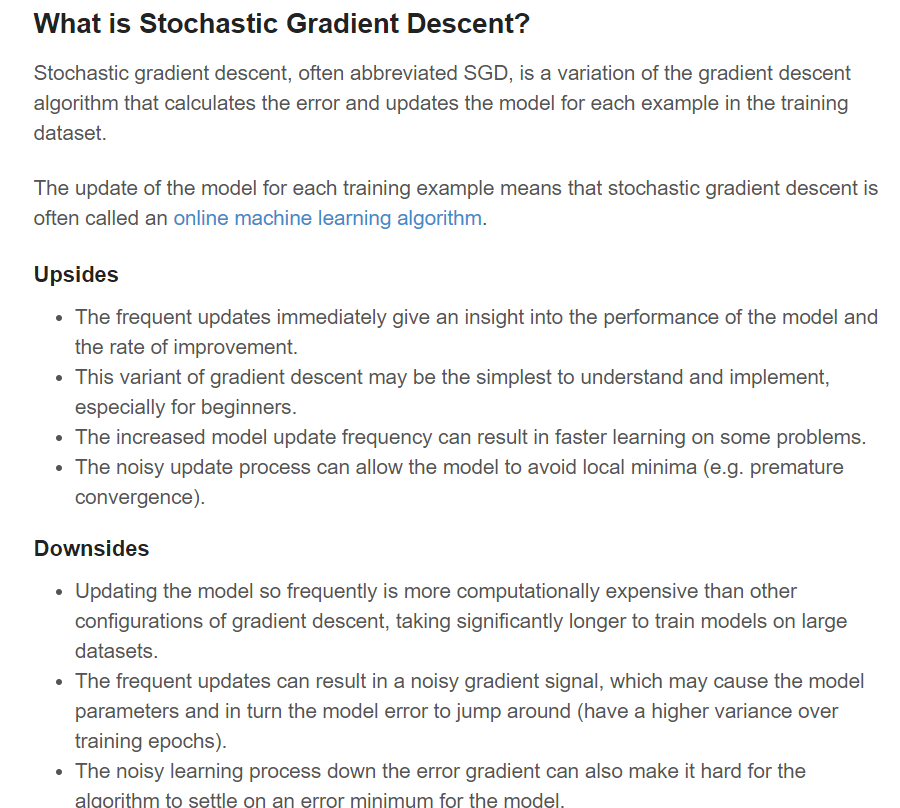 What is Stochastic Gradient Descent?
Stochastic gradient descent, often abbreviated SGD, is a variation of the gradient descent
algorithm that calculates the error and updates the model for each example in the training
dataset.
The update of the model for each training example means that stochastic gradient descent is
often called an online machine learning algorithm.
Upsides
• The frequent updates immediately give an insight into the performance of the model and
the rate of improvement.
• This variant of gradient descent may be the simplest to understand and implement,
especially for beginners.
• The increased model update frequency can result in faster learning on some problems.
• The noisy update process can allow the model to avoid local minima (e.g. premature
convergence).
Downsides
• Updating the model so frequently is more computationally expensive than other
configurations of gradient descent, taking significantly longer to train models on large
datasets.
• The frequent updates can result in a noisy gradient signal, which may cause the model
parameters and in turn the model error to jump around (have a higher variance over
training epochs).
• The noisy learning process down the error gradient can also make it hard for the
algorithm to settle on an error minimum for the model.